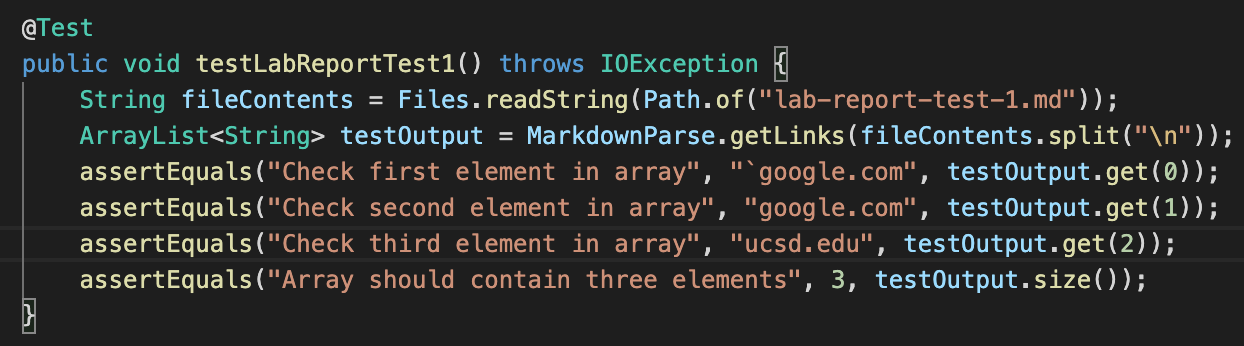 @Test
public void testLabReportTest1() throws IOException {
    String fileContents = Files.readString(Path.of("lab-report-test-1.md"));
    ArrayList<String> testOutput = MarkdownParse.getLinks(fileContents.split("\n"));
    assertEquals("Check first element in array", "`google.com", testOutput.get(0));
    assertEquals("Check second element in array", "google.com", testOutput.get(1));
    assertEquals("Check third element in array", "ucsd.edu", testOutput.get(2));
    assertEquals("Array should contain three elements", 3, testOutput.size());
}